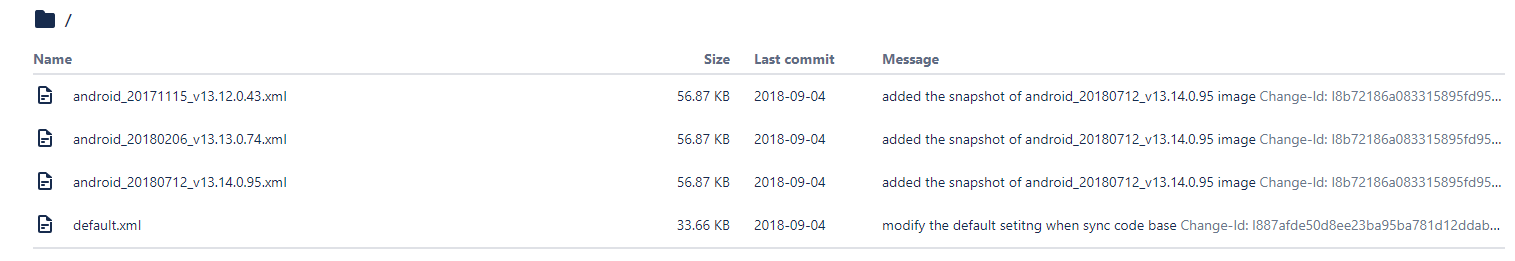 /
Name Size Last commit Message
android_20171115_v13.12.0.43.xml 56.87 KB 2018-09-04 added the snapshot of android_20180712_v13.14.0.95 image Change-Id: I8b72186a083315895fd95...
android_20180206_v13.13.0.74.xml 56.87 KB 2018-09-04 added the snapshot of android_20180712_v13.14.0.95 image Change-Id: I8b72186a083315895fd95...
android_20180712_v13.14.0.95.xml 56.87 KB 2018-09-04 added the snapshot of android_20180712_v13.14.0.95 image Change-Id: I8b72186a083315895fd95...
default.xml 33.66 KB 2018-09-04 modify the default setitng when sync code base Change-Id: I887afde50d8ee23ba95ba781d12ddab...